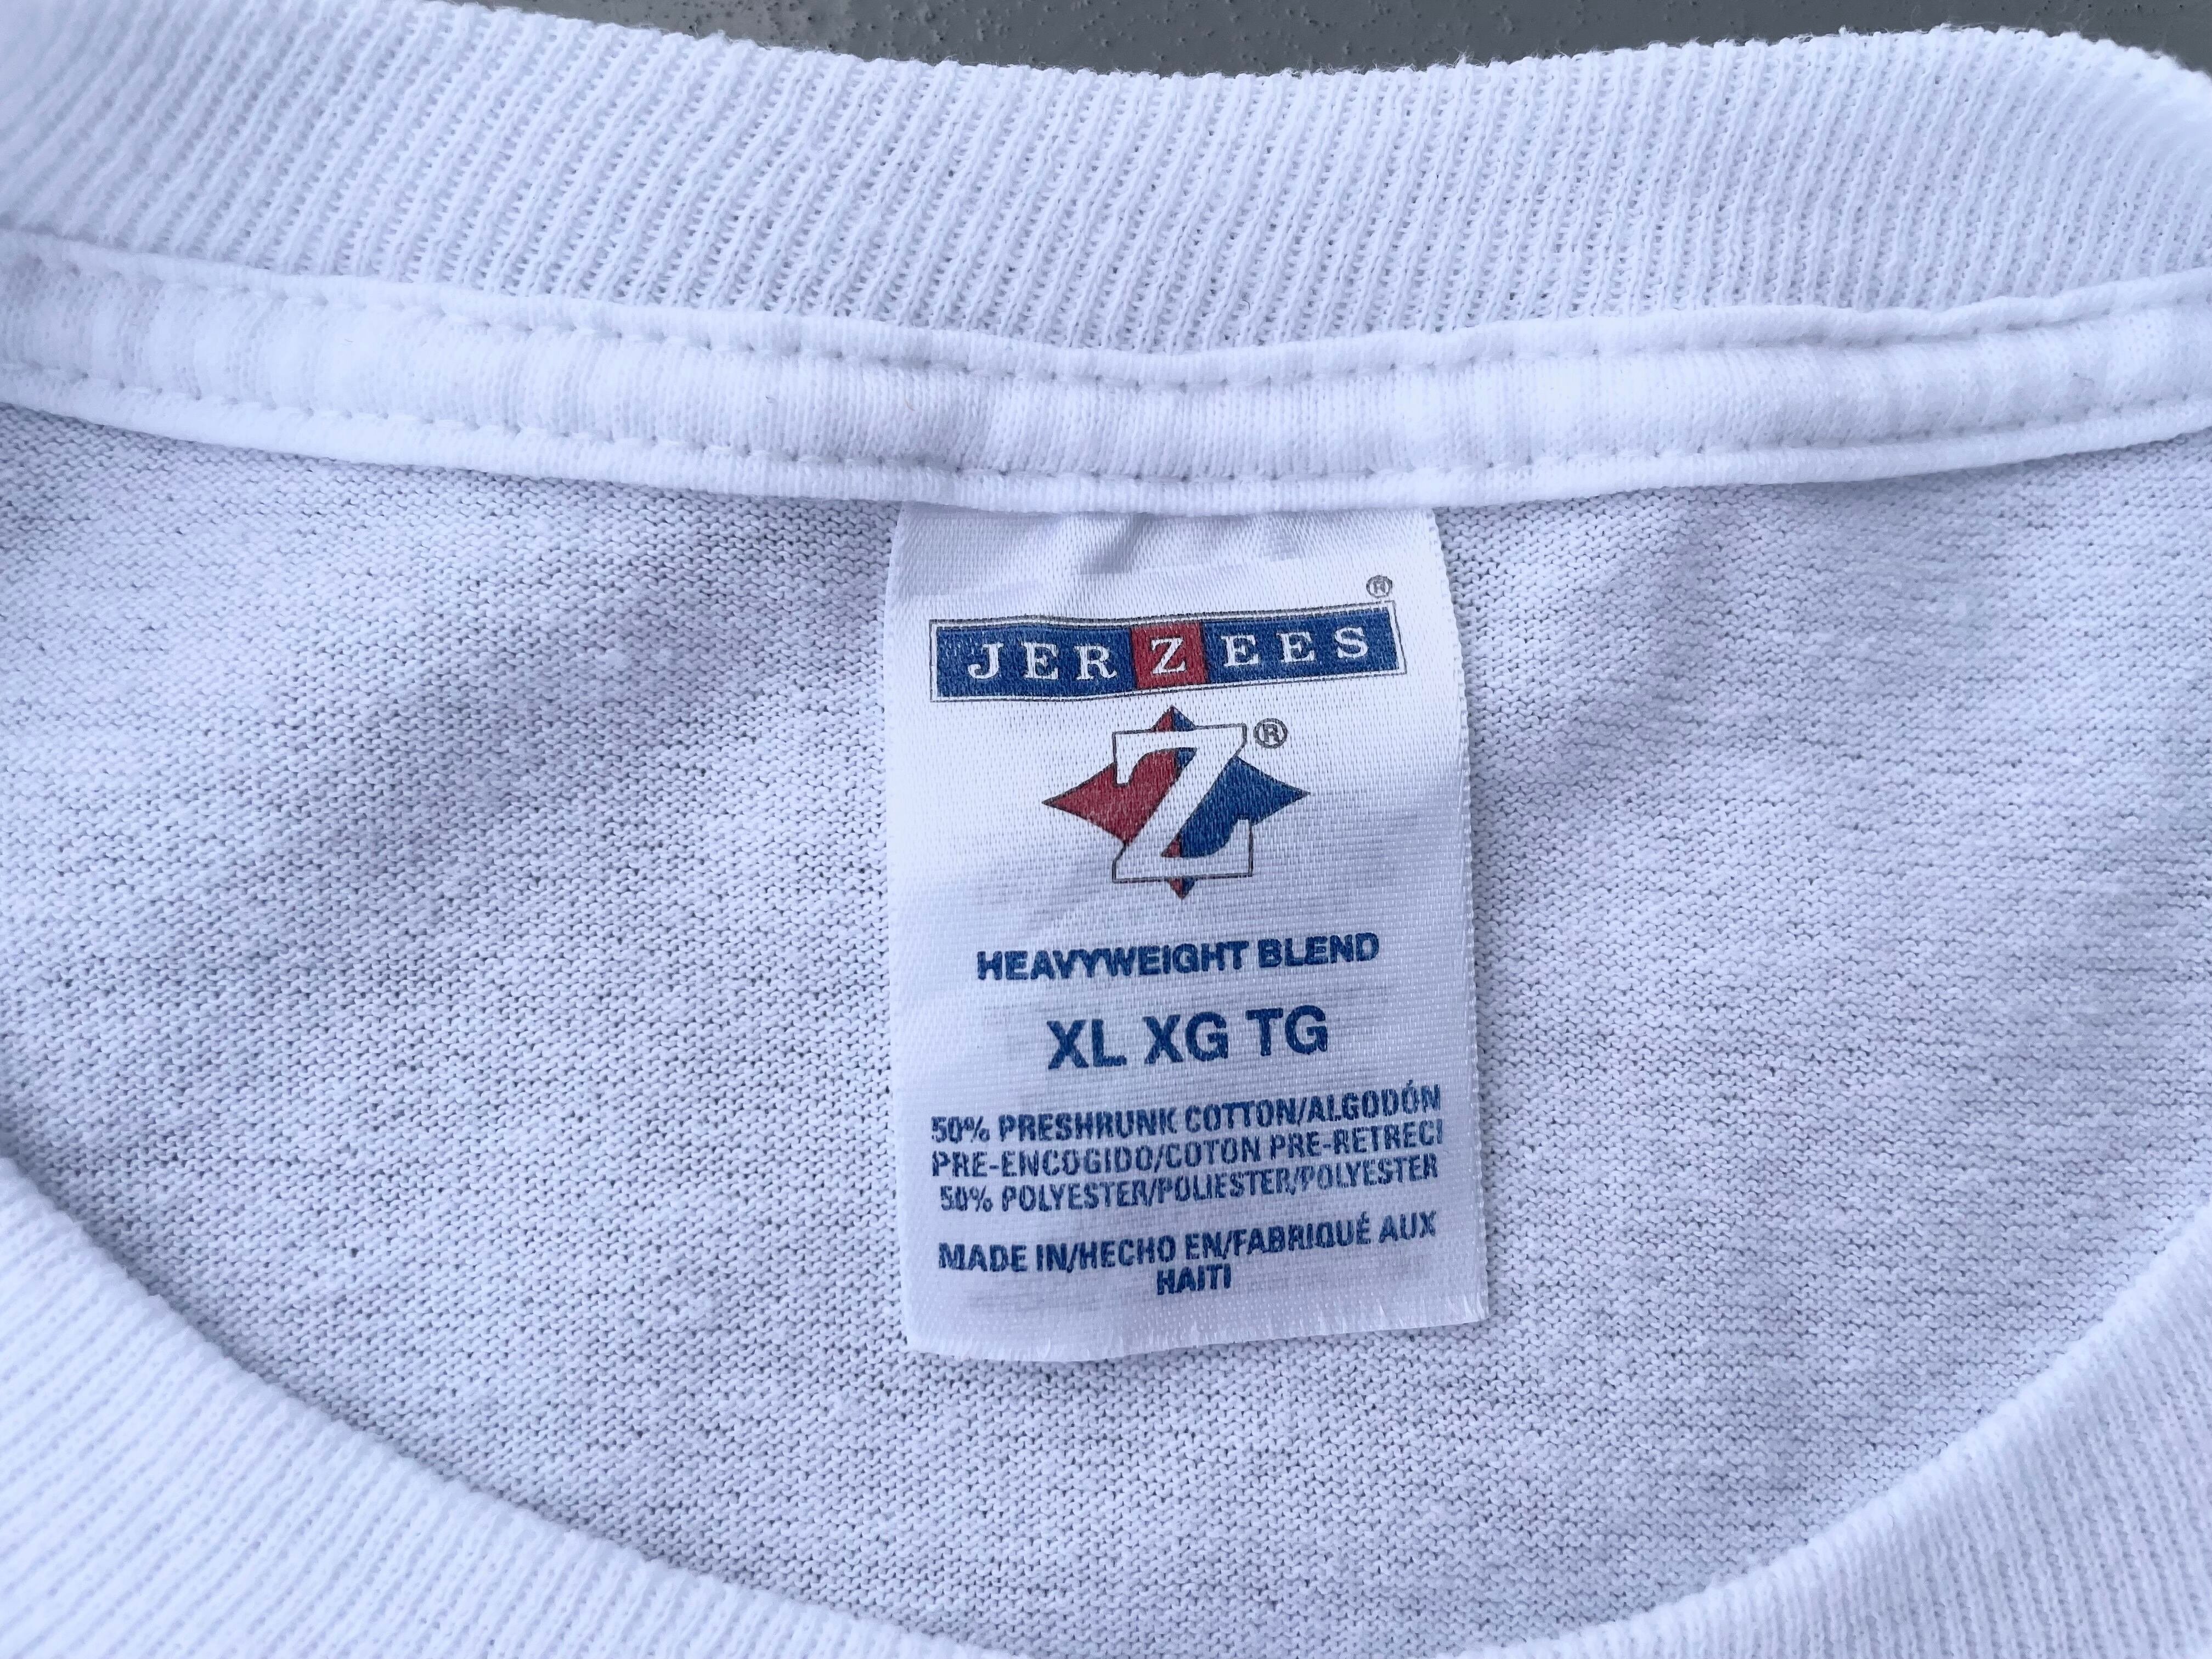 ®
JERZEES
Z®
HEAVYWEIGHT BLEND
XL XG TG
50% PRESHRUNK COTTON/ALGODÓN
PRE-ENCOGIDO/COTON PRE-RETRECI
50% POLYESTER/POLIESTER/POLYESTER
MADE IN/HECHO EN/FABRIQUÉ AUX
HAITI